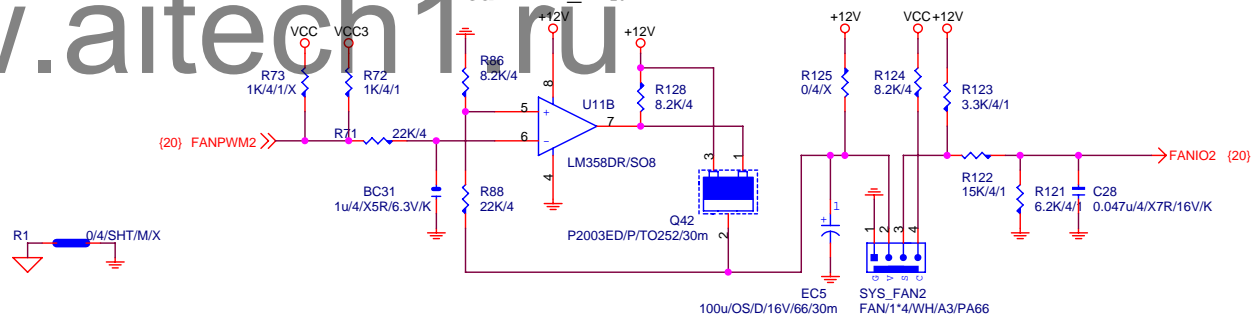 w.aitech1.ru
+12V
+12V
+12V
VCC
+12V
VCC
VCC3
R73
1K/4/1/X
R72
1K/4/1
R86
8.2K/4
8
U11B
R128
8.2K/4
R125
0/4/X
R124
8.2K/4
R123
3.3K/4/1
5
+
6
−
7
{20} FANPWM2
R71
22K/4
LM358DR/SO8
4
3
1
FANIO2 {20}
BC31
1u/4/X5R/6.3V/K
R88
22K/4
R122
15K/4/1
R121
6.2K/4/1
C28
0.047u/4/X7R/16V/K
R1
0/4/SHT/M/X
Q42
P2003ED/P/TO252/30m
2
+
1
1
2
3
4
G
V
S
C
EC5
100u/OS/D/16V/66/30m
SYS_FAN2
FAN/1*4/WH/A3/PA66